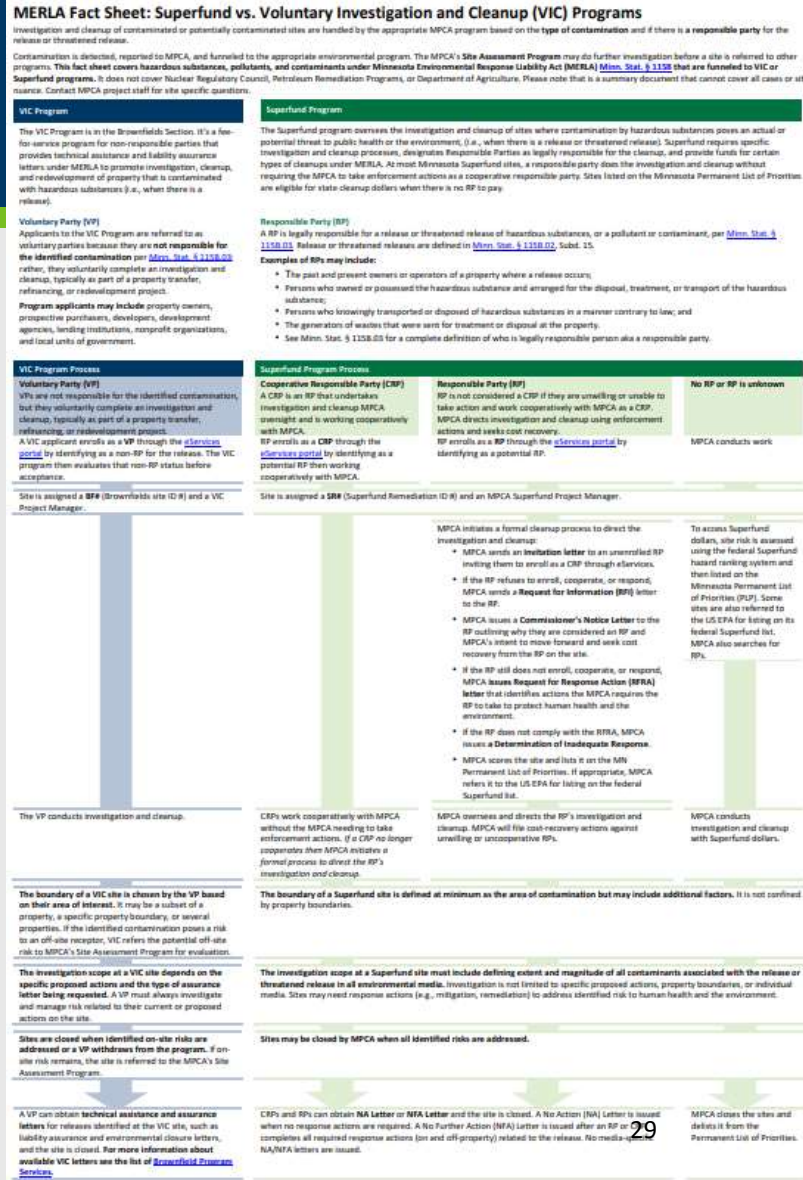 MERLA Fact Sheet: Superfund vs. Voluntary Investigation and Cleanup (VIC) Programs
Investigation and cleanup of contaminated or potentially contaminated sites are handled by the appropriate MPCA program based on the type of contamination and if there is a responsible party for the
release or threatened release.
Contamination is detected, reported to MPCA, and funneled to the appropriate environmental program. The MPCA's Site Assessment Program may do further investigation before a site is referred to other
programs. This fact sheet covers hazardous substances, pollutants, and contaminants under Minnesota Environmental Response Liability Act (MERLA) Minn. Stat. § 115B that are funneled to VIC or
Superfund programs. It does not cover Nuclear Regulatory Council, Petroleum Remediation Programs, or Department of Agriculture. Please note that is a summary document that cannot cover all cases or sit
nuance. Contact MPCA project staff for site specific questions.
VIC Program
The VIC Program is in the Brownfields Section. It's a fee-
for-service program for non-responsible parties that
provides technical assistance and liability assurance
letters under MERLA to promote investigation, cleanup,
and redevelopment of property that is contaminated
with hazardous substances (i.e., when there is a
release).
Superfund Program
The Superfund program oversees the investigation and cleanup of sites where contamination by hazardous substances poses an actual or
potential threat to public health or the environment, (i.e., when there is a release or threatened release). Superfund requires specific
investigation and cleanup processes, designates Responsible Parties as legally responsible for the cleanup, and provide funds for certain
types of cleanups under MERLA. At most Minnesota Superfund sites, a responsible party does the investigation and cleanup without
requiring the MPCA to take enforcement actions as a cooperative responsible party. Sites listed on the Minnesota Permanent List of Priorities
are eligible for state cleanup dollars when there is no RP to pay.
Voluntary Party (VP)
Applicants to the VIC Program are referred to as
voluntary parties because they are not responsible for
the identified contamination per Minn. Stat. § 115B.03
rather, they voluntarily complete an investigation and
cleanup, typically as part of a property transfer,
refinancing, or redevelopment project.
Program applicants may include property owners,
prospective purchasers, developers, development
agencies, lending institutions, nonprofit organizations,
and local units of government.
Responsible Party (RP)
A RP is legally responsible for a release or threatened release of hazardous substances, or a pollutant or contaminant, per Minn. Stat. §
115B.03. Release or threatened releases are defined in Minn. Stat. § 115B.02, Subd. 15.
Examples of RPs may include:
• The past and present owners or operators of a property where a release occurs;
• Persons who owned or possessed the hazardous substance and arranged for the disposal, treatment, or transport of the hazardous
substance;
• Persons who knowingly transported or disposed of hazardous substances in a manner contrary to law; and
• The generators of wastes that were sent for treatment or disposal at the property.
• See Minn. Stat. § 115B.03 for a complete definition of who is legally responsible person aka a responsible party.
VIC Program Process
Voluntary Party (VP)
VPs are not responsible for the identified contamination,
but they voluntarily complete an investigation and
cleanup, typically as part of a property transfer,
refinancing, or redevelopment project.
A VIC applicant enrolls as a VP through the eServices
portal by identifying as a non-RP for the release. The VIC
program then evaluates that non-RP status before
acceptance.
Superfund Program Process
Cooperative Responsible Party (CRP)
A CRP is an RP that undertakes
investigation and cleanup MPCA
oversight and is working cooperatively
with MPCA.
RP enrolls as a CRP through the
eServices portal by identifying as a
potential RP then working
cooperatively with MPCA.
Responsible Party (RP)
RP is not considered a CRP if they are unwilling or unable to
take action and work cooperatively with MPCA as a CRP.
MPCA directs investigation and cleanup using enforcement
actions and seeks cost recovery.
RP enrolls as a RP through the eServices portal by
identifying as a potential RP.
No RP or RP is unknown
MPCA conducts work
Site is assigned a BF# (Brownfields site ID #) and a VIC
Project Manager.
Site is assigned a SR# (Superfund Remediation ID #) and an MPCA Superfund Project Manager.
MPCA initiates a formal cleanup process to direct the
investigation and cleanup:
• MPCA sends an Invitation letter to an unenrolled RP
inviting them to enroll as a CRP through eServices.
• If the RP refuses to enroll, cooperate, or respond,
MPCA sends a Request for Information (RFI) letter
to the RP.
• MPCA issues a Commissioner's Notice Letter to the
RP outlining why they are considered an RP and
MPCA's intent to move forward and seek cost
recovery from the RP on the site.
• If the RP still does not enroll, cooperate, or respond,
MPCA issues Request for Response Action (RFRA)
letter that identifies actions the MPCA requires the
RP to take to protect human health and the
environment.
• If the RP does not comply with the RFRA, MPCA
issues a Determination of Inadequate Response.
• MPCA scores the site and lists it on the MN
Permanent List of Priorities. If appropriate, MPCA
refers it to the US EPA for listing on the federal
Superfund list.
To access Superfund
dollars, site risk is assessed
using the federal Superfund
hazard ranking system and
then listed on the
Minnesota Permanent List
of Priorities (PLP). Some
sites are also referred to
the US EPA for listing on its
federal Superfund list.
MPCA also searches for
RPs.
The VP conducts investigation and cleanup.
CRPs work cooperatively with MPCA
without the MPCA needing to take
enforcement actions. If a CRP no longer
cooperates then MPCA initiates a
formal process to direct the RP's
investigation and cleanup.
MPCA oversees and directs the RP's investigation and
cleanup. MPCA will file cost-recovery actions against
unwilling or uncooperative RPs.
MPCA conducts
investigation and cleanup
with Superfund dollars.
The boundary of a VIC site is chosen by the VP based
on their area of interest. It may be a subset of a
property, a specific property boundary, or several
properties. If the identified contamination poses a risk
to an off-site receptor, VIC refers the potential off-site
risk to MPCA's Site Assessment Program for evaluation.
The boundary of a Superfund site is defined at minimum as the area of contamination but may include additional factors. It is not confined
by property boundaries.
The investigation scope at a VIC site depends on the
specific proposed actions and the type of assurance
letter being requested. A VP must always investigate
and manage risk related to their current or proposed
actions on the site.
The investigation scope at a Superfund site must include defining extent and magnitude of all contaminants associated with the release or
threatened release in all environmental media. Investigation is not limited to specific proposed actions, property boundaries, or individual
media. Sites may need response actions (e.g., mitigation, remediation) to address identified risk to human health and the environment.
Sites are closed when identified on-site risks are
addressed or a VP withdraws from the program. If on-
site risk remains, the site is referred to the MPCA's Site
Assessment Program.
Sites may be closed by MPCA when all identified risks are addressed.
A VP can obtain technical assistance and assurance
letters for releases identified at the VIC site, such as
liability assurance and environmental closure letters,
and the site is closed. For more information about
available VIC letters see the list of Brownfield Program
Services.
CRPs and RPs can obtain NA Letter or NFA Letter and the site is closed. A No Action (NA) Letter is issued
when no response actions are required. A No Further Action (NFA) Letter is issued after an RP or
completes all required response actions (on and off-property) related to the release. No
NA/NFA letters are issued.
MPCA closes the sites and
delists it from the
Permanent List of Priorities.
29